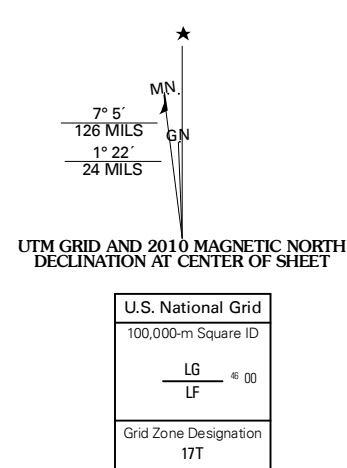 ★
MN.
7° 5´
126 MILS
GN
1° 22´
24 MILS
UTM GRID AND 2010 MAGNETIC NORTH
DECLINATION AT CENTER OF SHEET
U.S. National Grid
100,000-m Square ID
LG
46 00
LF
Grid Zone Designation
17T